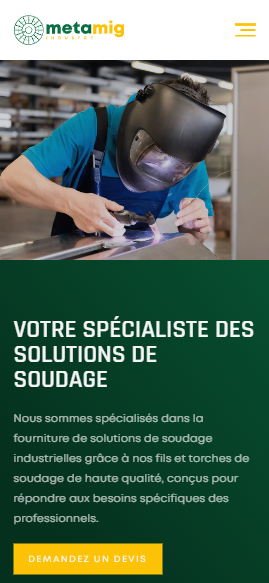 metamig
INDUSTRY
VOTRE SPÉCIALISTE DES
SOLUTIONS DE
SOUDAGE
Nous sommes spécialisés dans la
fourniture de solutions de soudage
industrielles grâce à nos fils et torches de
soudage de haute qualité, conçus pour
répondre aux besoins spécifiques des
professionnels.
DEMANDEZ UN DEVIS